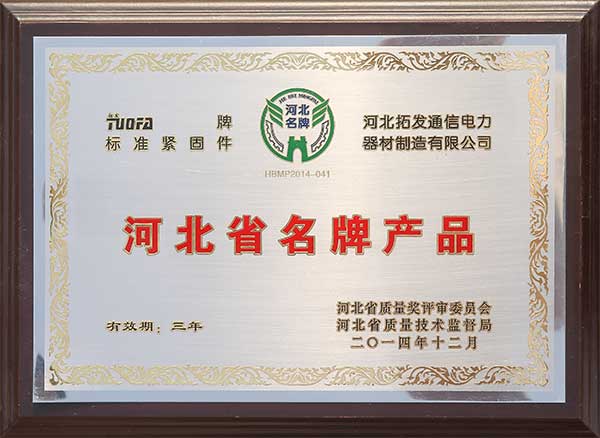 TUOFA 牌
标准紧固件
河北
名牌
HBMP2014-041
河北拓发通信电力
器材制造有限公司
河北省名牌产品
有效期：三年
河北省质量奖评审委员会
河北省质量技术监督局
二〇一四年十二月